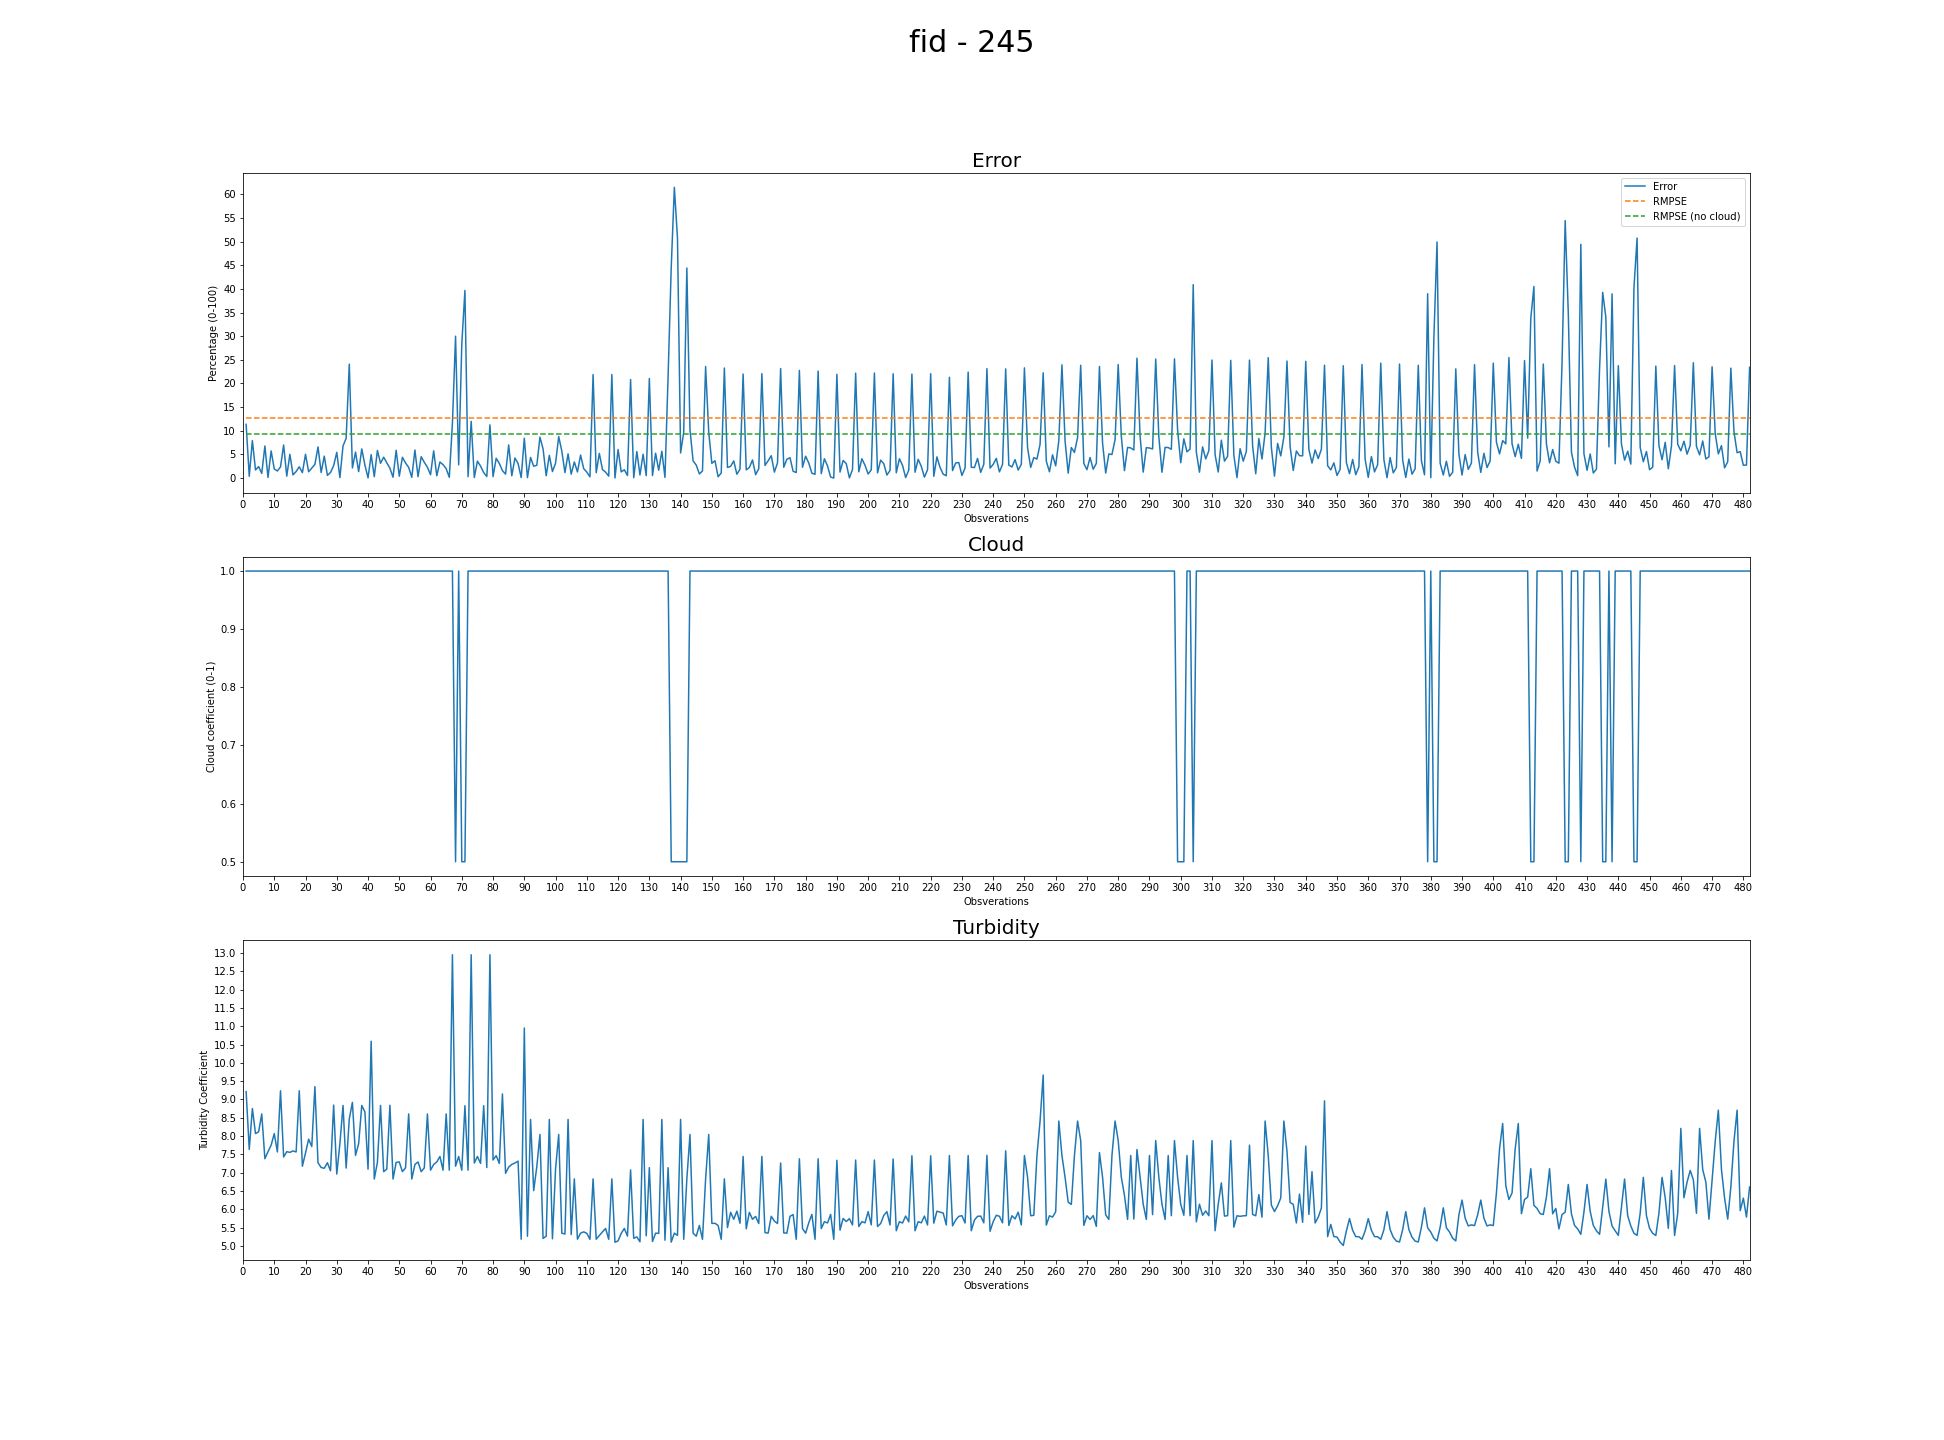 fid - 245
Error
Error
RMPSE
RMPSE (no cloud)
Percentage (0-100)
60
55
50
45
40
35
30
25
20
15
10
5
0
0 10 20 30 40 50 60 70 80 90 100 110 120 130 140 150 160 170 180 190 200 210 220 230 240 250 260 270 280 290 300 310 320 330 340 350 360 370 380 390 400 410 420 430 440 450 460 470 480
Obsverations
Cloud
Cloud coefficient (0-1)
1.0
0.9
0.8
0.7
0.6
0.5
0 10 20 30 40 50 60 70 80 90 100 110 120 130 140 150 160 170 180 190 200 210 220 230 240 250 260 270 280 290 300 310 320 330 340 350 360 370 380 390 400 410 420 430 440 450 460 470 480
Obsverations
Turbidity
Turbidity Coefficient
13.0
12.5
12.0
11.5
11.0
10.5
10.0
9.5
9.0
8.5
8.0
7.5
7.0
6.5
6.0
5.5
5.0
0 10 20 30 40 50 60 70 80 90 100 110 120 130 140 150 160 170 180 190 200 210 220 230 240 250 260 270 280 290 300 310 320 330 340 350 360 370 380 390 400 410 420 430 440 450 460 470 480
Obsverations